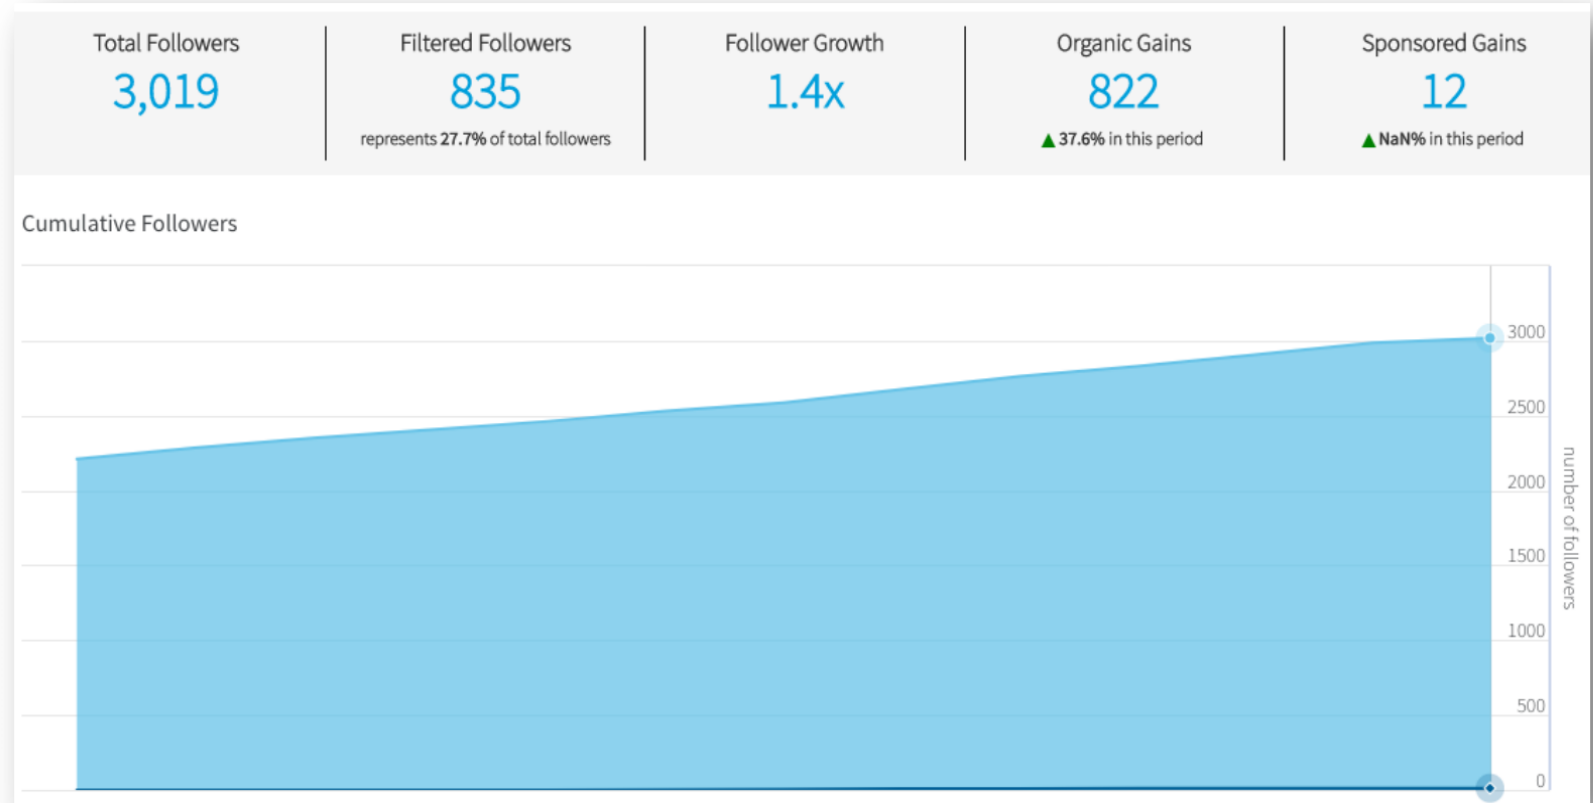 Total Followers
3,019
Filtered Followers
835
represents 27.7% of total followers
Follower Growth
1.4x
Organic Gains
822
▲ 37.6% in this period
Sponsored Gains
12
▲ NaN% in this period
Cumulative Followers
3000
2500
2000
1500
1000
500
0
number of followers